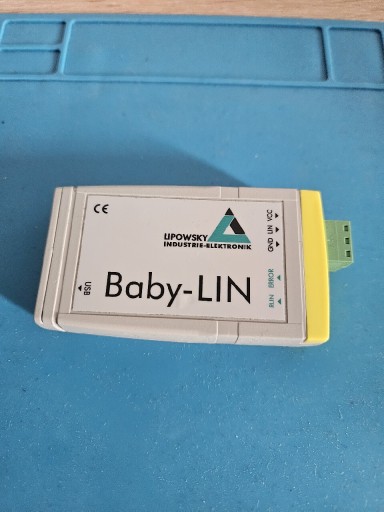 CE
LIPOWSKY
INDUSTRIE-ELEKTRONIK
Baby-LIN
USB
GND LIN VCC
RUN ERROR